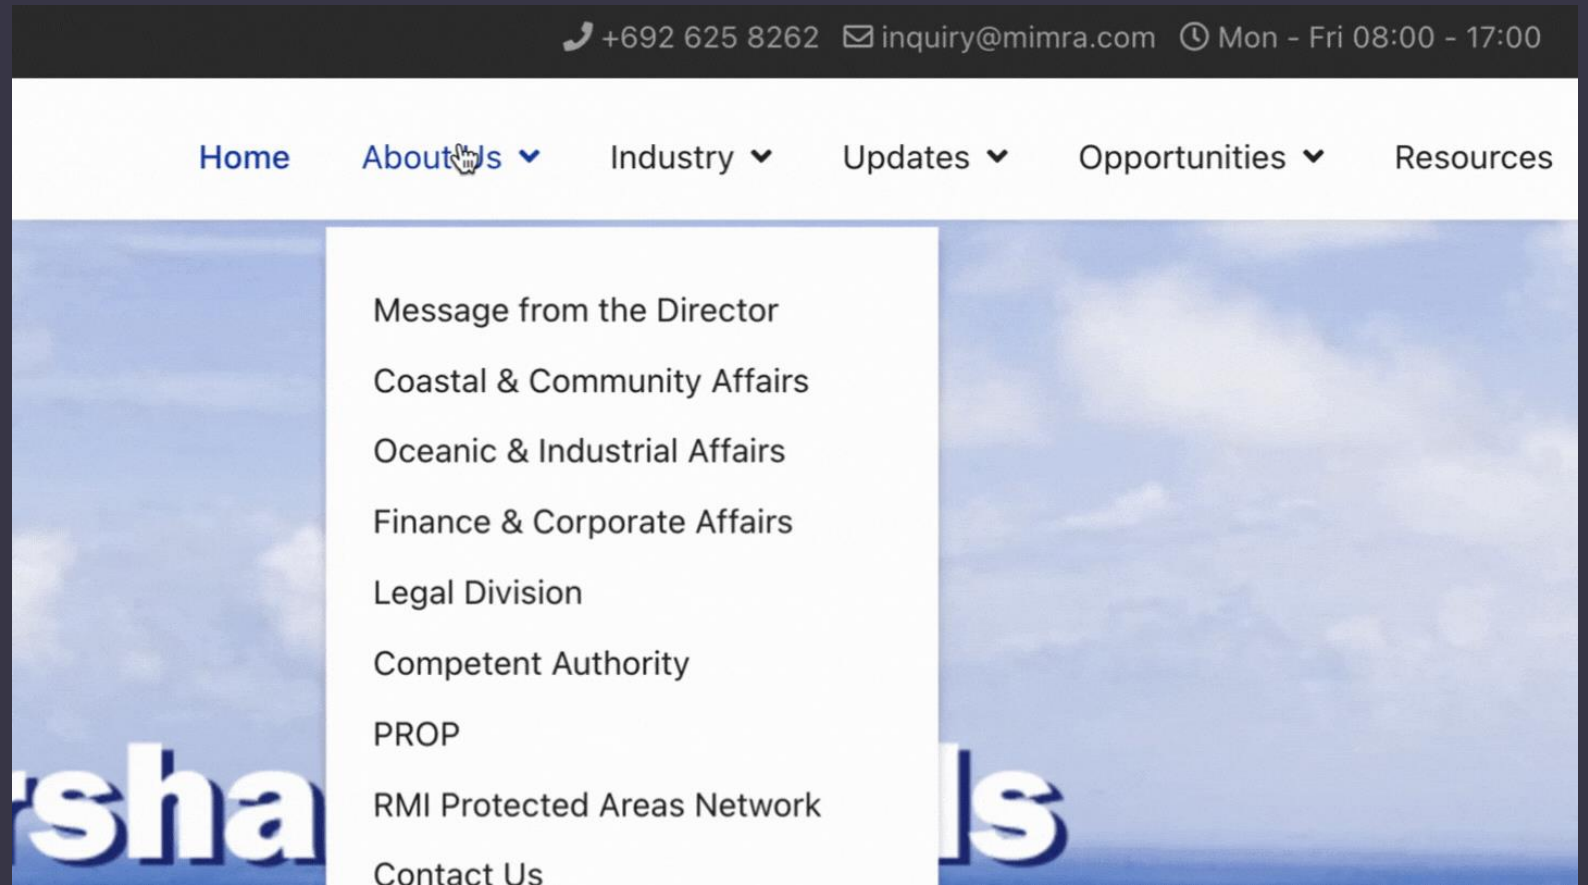 +692 625 8262 inquiry@mimra.com Mon - Fri 08:00 - 17:00
Home About Us Industry Updates Opportunities Resources
Message from the Director
Coastal & Community Affairs
Oceanic & Industrial Affairs
Finance & Corporate Affairs
Legal Division
Competent Authority
PROP
RMI Protected Areas Network
rsha ls
Contact Us